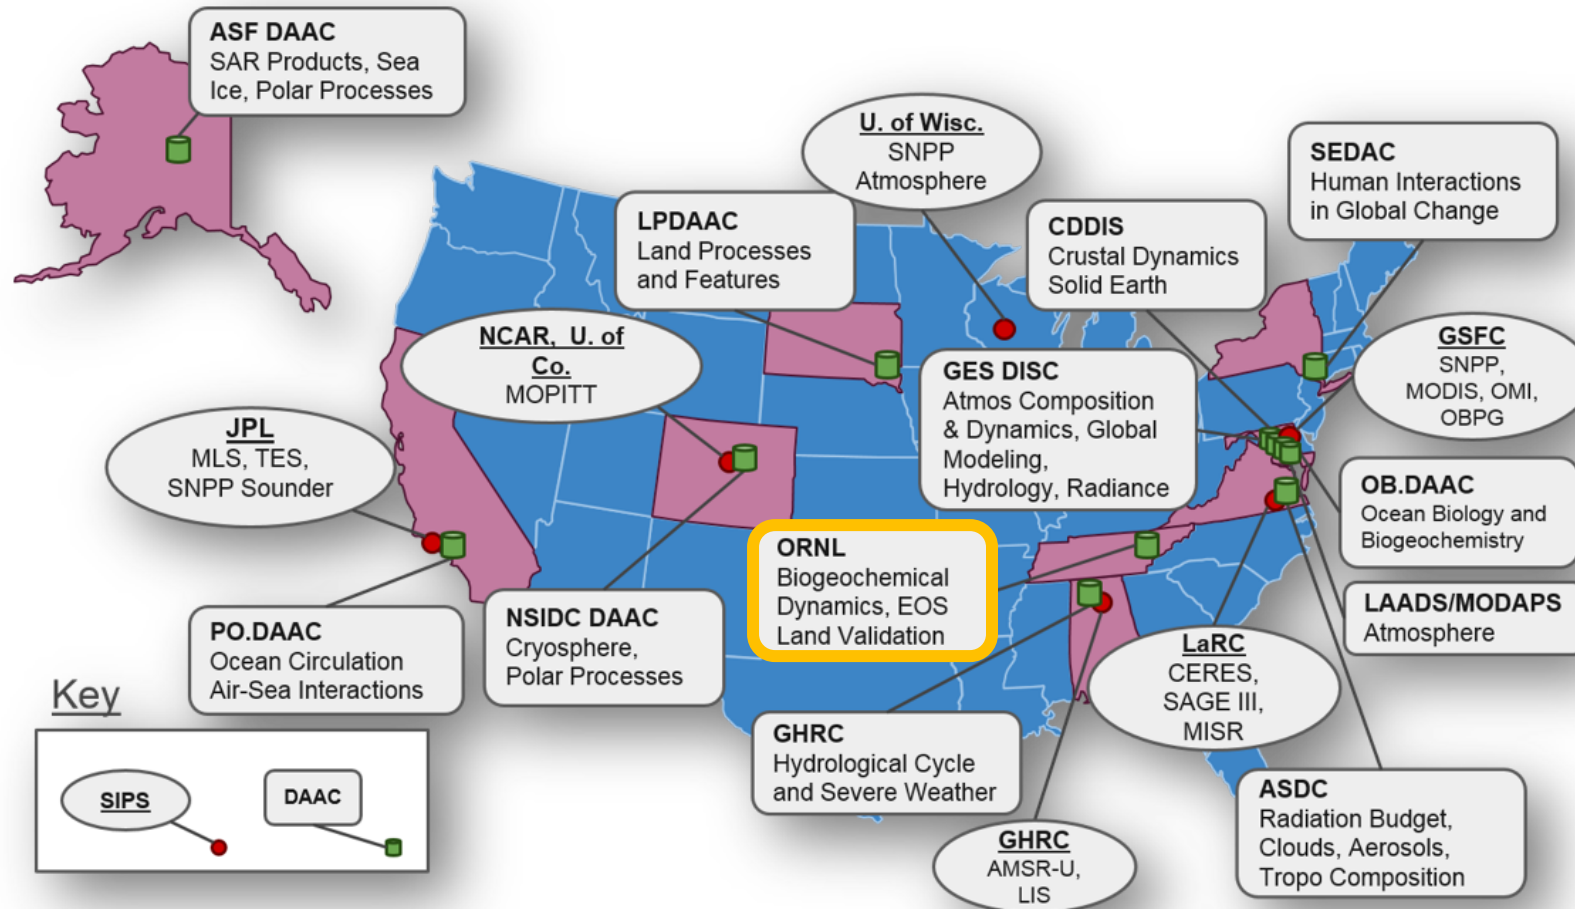 ASF DAAC
SAR Products, Sea
Ice, Polar Processes
U. of Wisc.
SNPP
Atmosphere
SEDAC
Human Interactions
in Global Change
LPDAAC
Land Processes
and Features
CDDIS
Crustal Dynamics
Solid Earth
NCAR, U. of
Co.
MOPITT
GES DISC
Atmos Composition
& Dynamics, Global
Modeling,
Hydrology, Radiance
GSFC
SNPP,
MODIS, OMI,
OBPG
JPL
MLS, TES,
SNPP Sounder
OB.DAAC
Ocean Biology and
Biogeochemistry
ORNL
Biogeochemical
Dynamics, EOS
Land Validation
LAADS/MODAPS
Atmosphere
PO.DAAC
Ocean Circulation
Air-Sea Interactions
NSIDC DAAC
Cryosphere,
Polar Processes
LaRC
CERES,
SAGE III,
MISR
GHRC
Hydrological Cycle
and Severe Weather
ASDC
Radiation Budget,
Clouds, Aerosols,
Tropo Composition
GHRC
AMSR-U,
LIS
Key
SIPS
DAAC